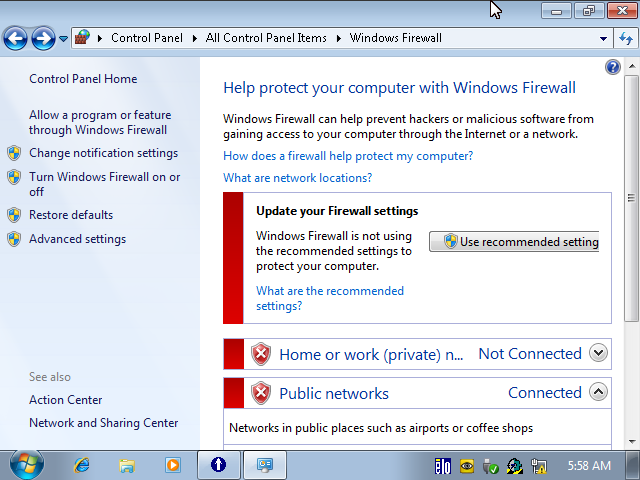 Control Panel
All Control Panel Items
Windows Firewall
Control Panel Home
Allow a program or feature
through Windows Firewall
Change notification settings
Turn Windows Firewall on or
off
Restore defaults
Advanced settings
See also
Action Center
Network and Sharing Center
Help protect your computer with Windows Firewall
Windows Firewall can help prevent hackers or malicious software from
gaining access to your computer through the Internet or a network.
How does a firewall help protect my computer?
What are network locations?
Update your Firewall settings
Windows Firewall is not using
the recommended settings to
protect your computer.
Use recommended setting
What are the recommended
settings?
Home or work (private) n... Not Connected
Public networks Connected
Networks in public places such as airports or coffee shops
5:58 AM